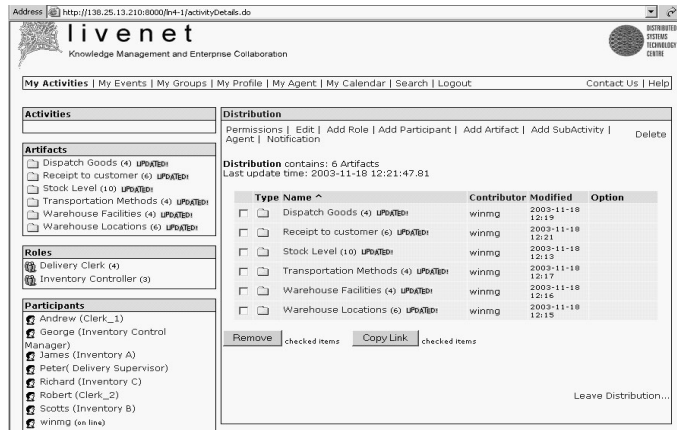 Address http://138.25.13.210:8000/ln4-1/activityDetails.do
livenet
Knowledge Management and Enterprise Collaboration
DISTRIBUTED
SYSTEMS
TECHNOLOGY
CENTRE
My Activities | My Events | My Groups | My Profile | My Agent | My Calendar | Search | Logout
Contact Us | Help
Activities
Artifacts
Dispatch Goods (4) UPDATED!
Receipt to customer (6) UPDATED!
Stock Level (10) UPDATED!
Transportation Methods (4) UPDATED!
Warehouse Facilities (4) UPDATED!
Warehouse Locations (6) UPDATED!
Roles
Delivery Clerk (4)
Inventory Controller (3)
Participants
Andrew (Clerk_1)
George (Inventory Control
Manager)
James (Inventory A)
Peter( Delivery Supervisor)
Richard (Inventory C)
Robert (Clerk_2)
Scotts (Inventory B)
winmg (on line)
Distribution
Permissions | Edit | Add Role | Add Participant | Add Artifact | Add SubActivity |
Agent | Notification
Delete
Distribution contains: 6 Artifacts
Last update time: 2003-11-18 12:21:47.81
Type Name ^ Contributor Modified Option
Dispatch Goods (4) UPDATED! winmg 2003-11-18
12:19
Receipt to customer (6) UPDATED! winmg 2003-11-18
12:21
Stock Level (10) UPDATED! winmg 2003-11-18
12:13
Transportation Methods (4) UPDATED! winmg 2003-11-18
12:17
Warehouse Facilities (4) UPDATED! winmg 2003-11-18
12:16
Warehouse Locations (6) UPDATED! winmg 2003-11-18
12:15
Remove checked items Copy Link checked items
Leave Distribution...